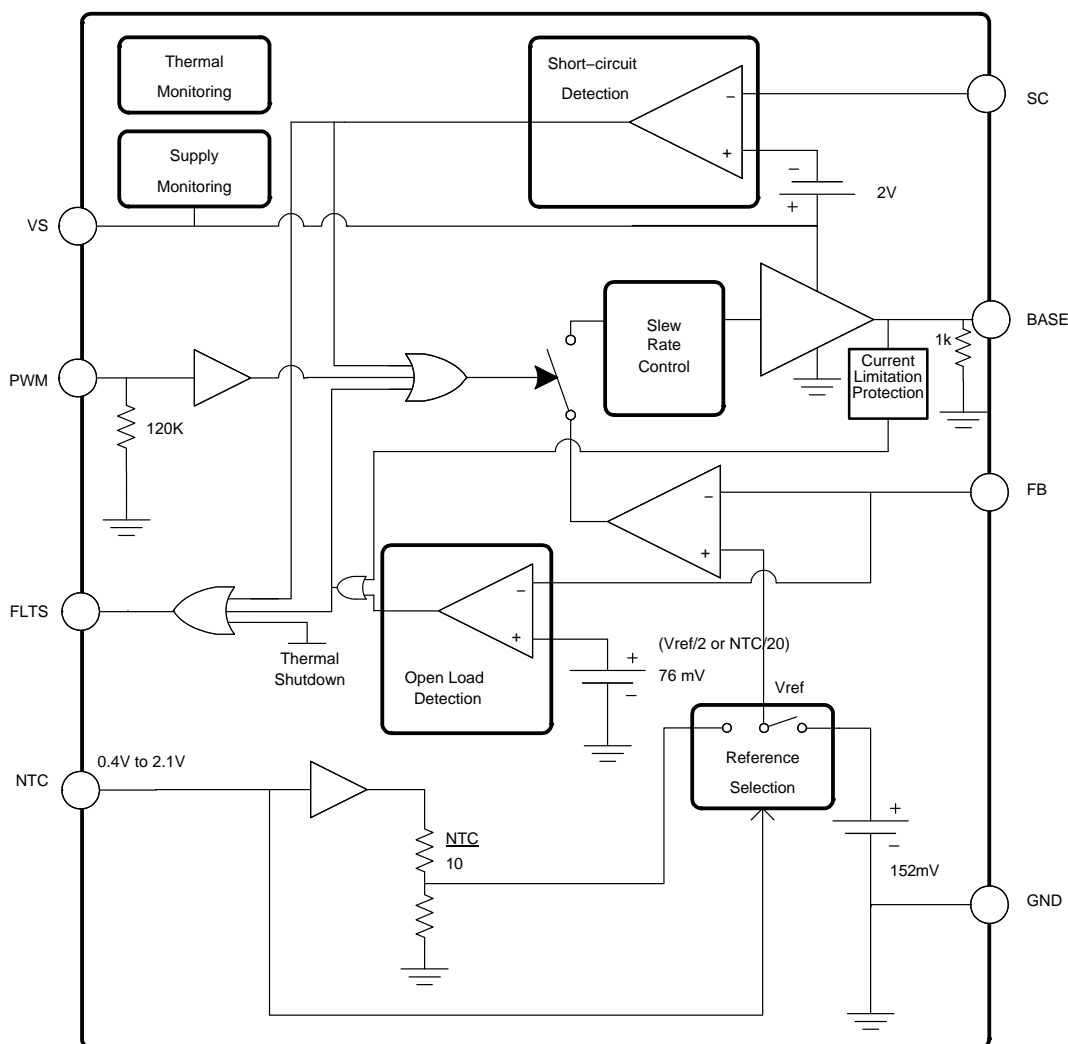 Thermal
Monitoring
Short−circuit
Detection
−
+
SC
Supply
Monitoring
−
+
2V
VS
Slew
Rate
Control
BASE
1k
Current
Limitation
Protection
PWM
120K
FB
−
+
FLTS
−
+
Thermal
Shutdown
Open Load
Detection
(Vref/2 or NTC/20)
+
76 mV
−
Vref
Reference
Selection
NTC
0.4V to 2.1V
NTC
10
+
−
152mV
GND